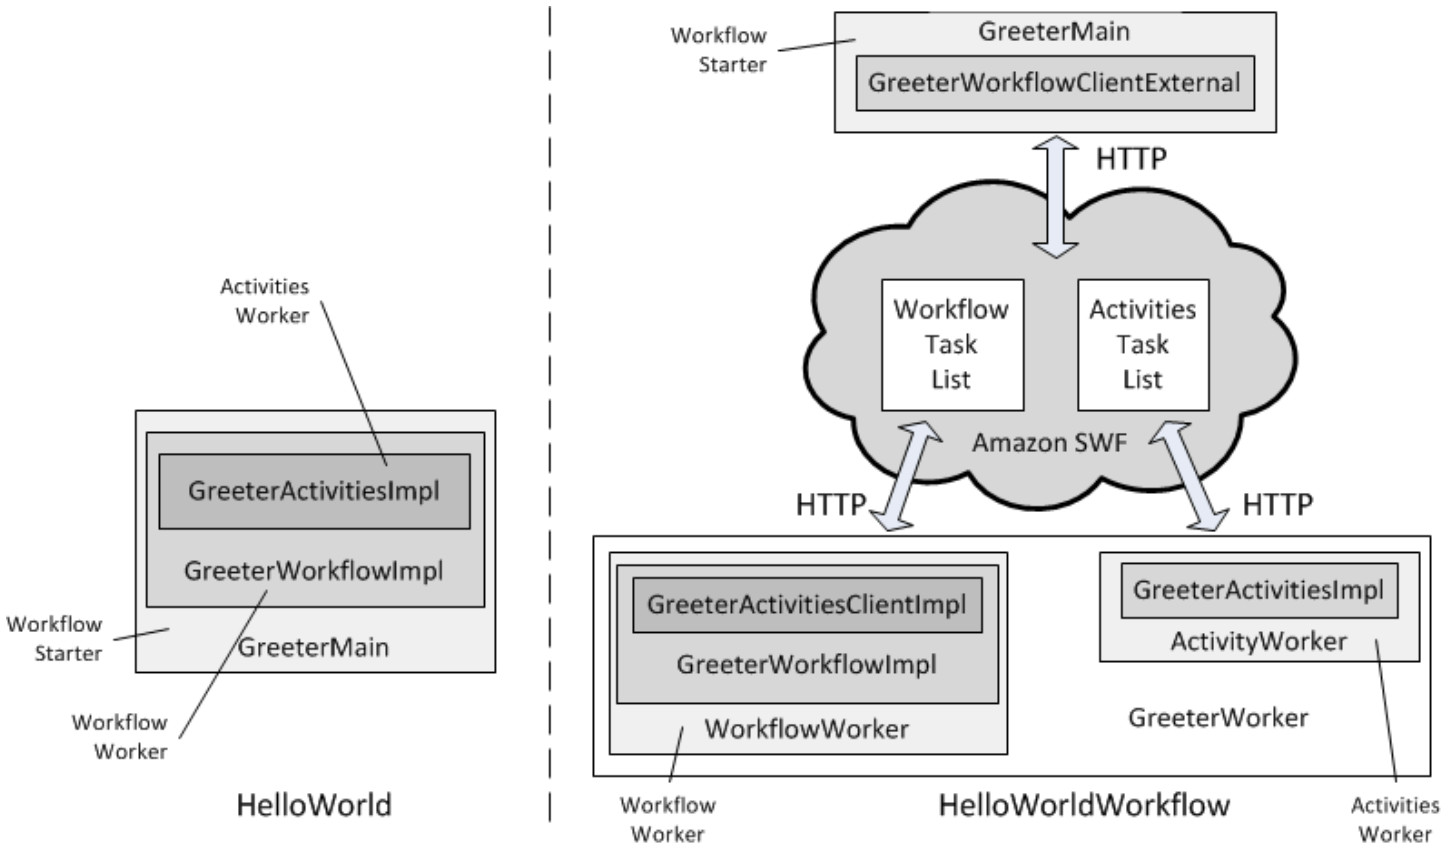 Activities
Worker
GreeterActivitiesImpl
GreeterWorkflowImpl
Workflow
Starter
GreeterMain
Workflow
Worker
HelloWorld
Workflow
Starter
GreeterMain
GreeterWorkflowClientExternal
HTTP
Workflow
Task
List
Activities
Task
List
Amazon SWF
HTTP
HTTP
GreeterActivitiesClientImpl
GreeterWorkflowImpl
WorkflowWorker
GreeterActivitiesImpl
ActivityWorker
GreeterWorker
Workflow
Worker
HelloWorldWorkflow
Activities
Worker